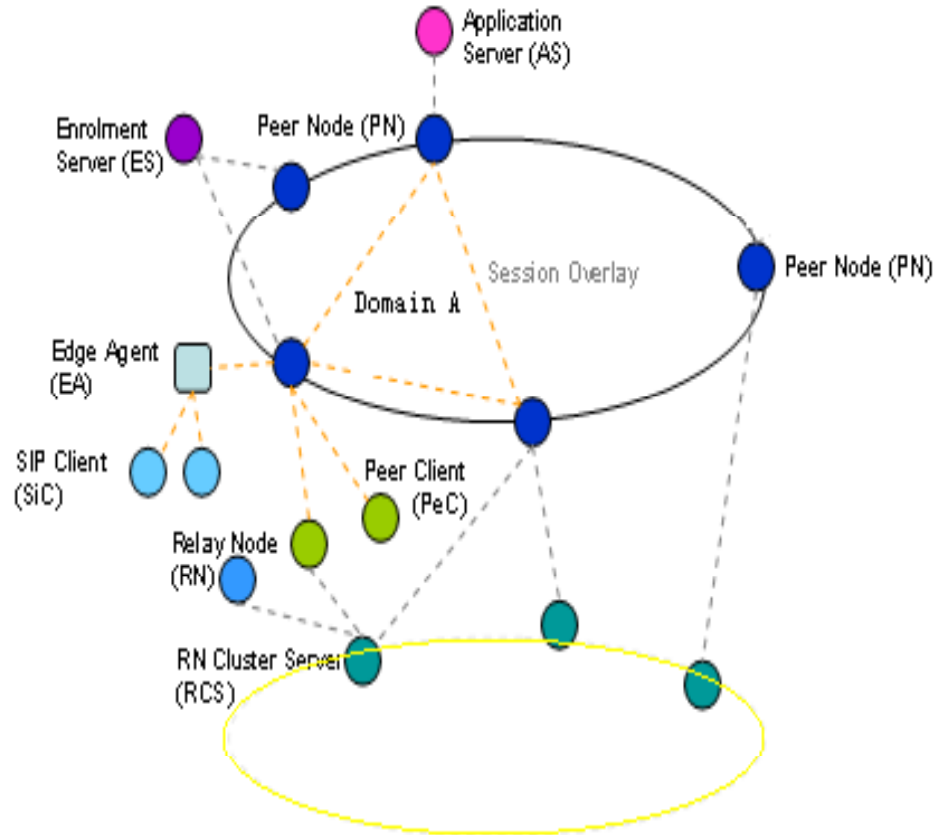 Application
Server (AS)
Enrolment
Server (ES)
Peer Node (PN)
Session Overlay
Peer Node (PN)
Domain A
Edge Agent
(EA)
SIP Client
(SiC)
Peer Client
(PeC)
Relay Node
(RN)
RN Cluster Server
(RCS)